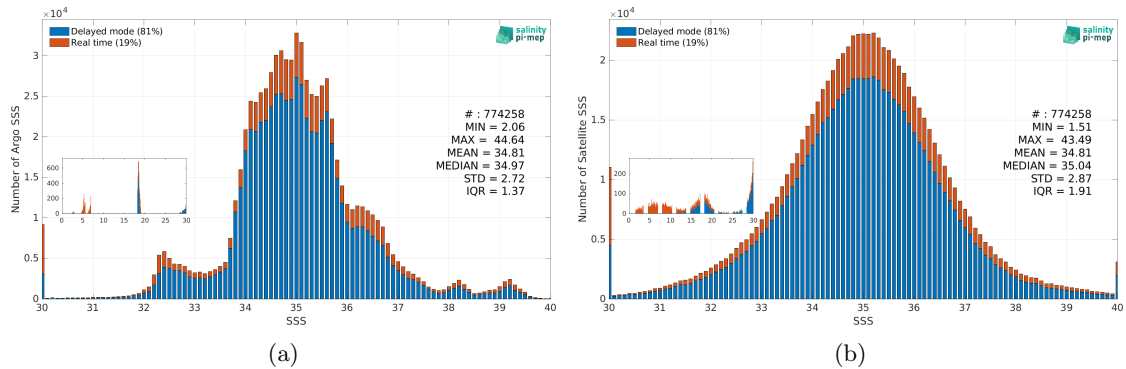 ×10⁴
Delayed mode (81%)
Real time (19%)
salinity
pi-mep
# : 774258
MIN = 2.06
MAX = 44.64
MEAN = 34.81
MEDIAN = 34.97
STD = 2.72
IQR = 1.37
Number of Argo SSS
3.5
3
2.5
2
1.5
1
0.5
0
600
400
200
0
0 5 10 15 20 25 30
30 31 32 33 34 35 36 37 38 39 40
SSS
(a)
×10⁴
Delayed mode (81%)
Real time (19%)
salinity
pi-mep
# : 774258
MIN = 1.51
MAX = 43.49
MEAN = 34.81
MEDIAN = 35.04
STD = 2.87
IQR = 1.91
Number of Satellite SSS
2
1.5
1
0.5
0
200
100
0
0 5 10 15 20 25 30
30 31 32 33 34 35 36 37 38 39 40
SSS
(b)